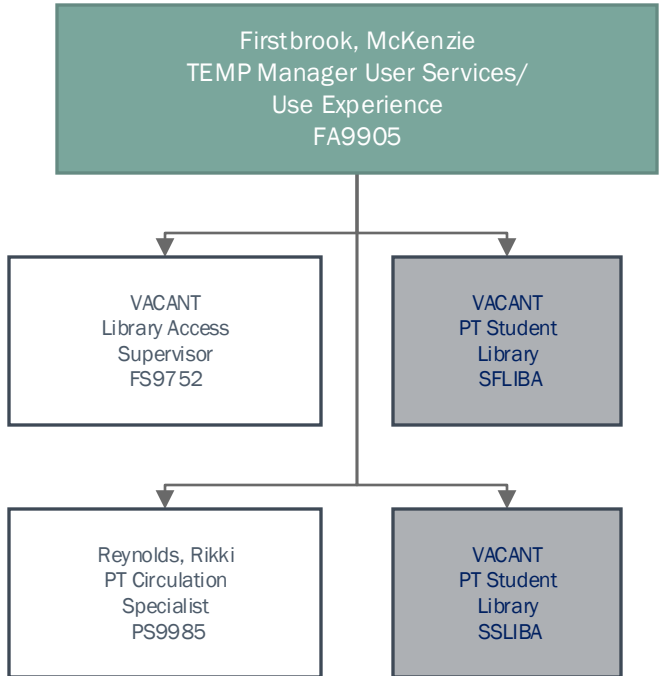 Firstbrook, McKenzie
TEMP Manager User Services/
Use Experience
FA9905
VACANT
Library Access
Supervisor
FS9752
VACANT
PT Student
Library
SFLIBA
Reynolds, Rikki
PT Circulation
Specialist
PS9985
VACANT
PT Student
Library
SSLIBA